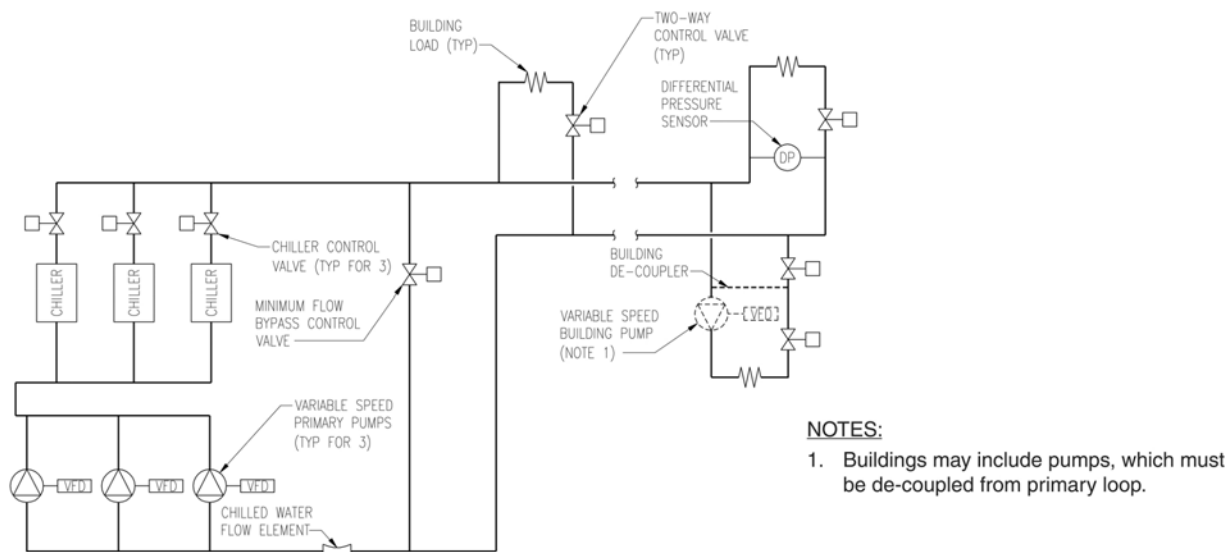 BUILDING
LOAD (TYP)
TWO-WAY
CONTROL VALVE
(TYP)
DIFFERENTIAL
PRESSURE
SENSOR
DP
CHILLER
CHILLER
CHILLER
CHILLER CONTROL
VALVE (TYP FOR 3)
MINIMUM FLOW
BYPASS CONTROL
VALVE
BUILDING
DE-COUPLER
VARIABLE SPEED
BUILDING PUMP
(NOTE 1)
VFD
VARIABLE SPEED
PRIMARY PUMPS
(TYP FOR 3)
VFD
VFD
VFD
CHILLED WATER
FLOW ELEMENT
NOTES:
1. Buildings may include pumps, which must
be de-coupled from primary loop.